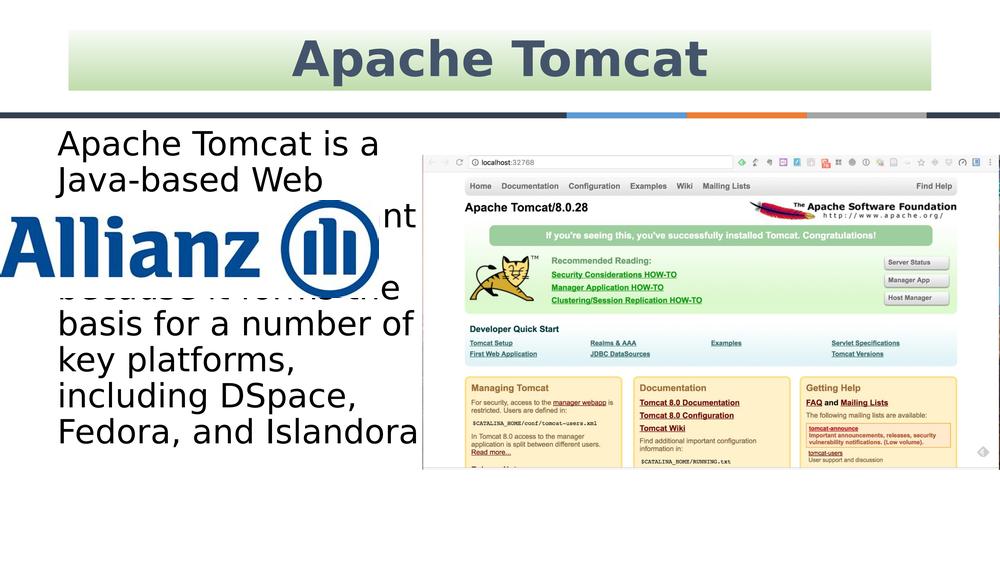 Apache Tomcat
Apache Tomcat is a
Java-based Web
nt
Allianz
because it forms the
basis for a number of
key platforms,
including DSpace,
Fedora, and Islandora
localhost:32768
Home Documentation Configuration Examples Wiki Mailing Lists Find Help
Apache Tomcat/8.0.28
The Apache Software Foundation
http://www.apache.org/
If you're seeing this, you've successfully installed Tomcat. Congratulations!
TM
Recommended Reading:
Security Considerations HOW-TO
Manager Application HOW-TO
Clustering/Session Replication HOW-TO
Server Status
Manager App
Host Manager
Developer Quick Start
Tomcat Setup Realms & AAA Examples Servlet Specifications
First Web Application JDBC DataSources Tomcat Versions
Managing Tomcat
For security, access to the manager webapp is
restricted. Users are defined in:
$CATALINA_HOME/conf/tomcat-users.xml
In Tomcat 8.0 access to the manager
application is split between different users.
Read more...
Documentation
Tomcat 8.0 Documentation
Tomcat 8.0 Configuration
Tomcat Wiki
Find additional important configuration
information in:
$CATALINA_HOME/RUNNING.txt
Getting Help
FAQ and Mailing Lists
The following mailing lists are available:
tomcat-announce
Important announcements, releases, security
vulnerability notifications. (Low volume).
tomcat-users
User support and discussion